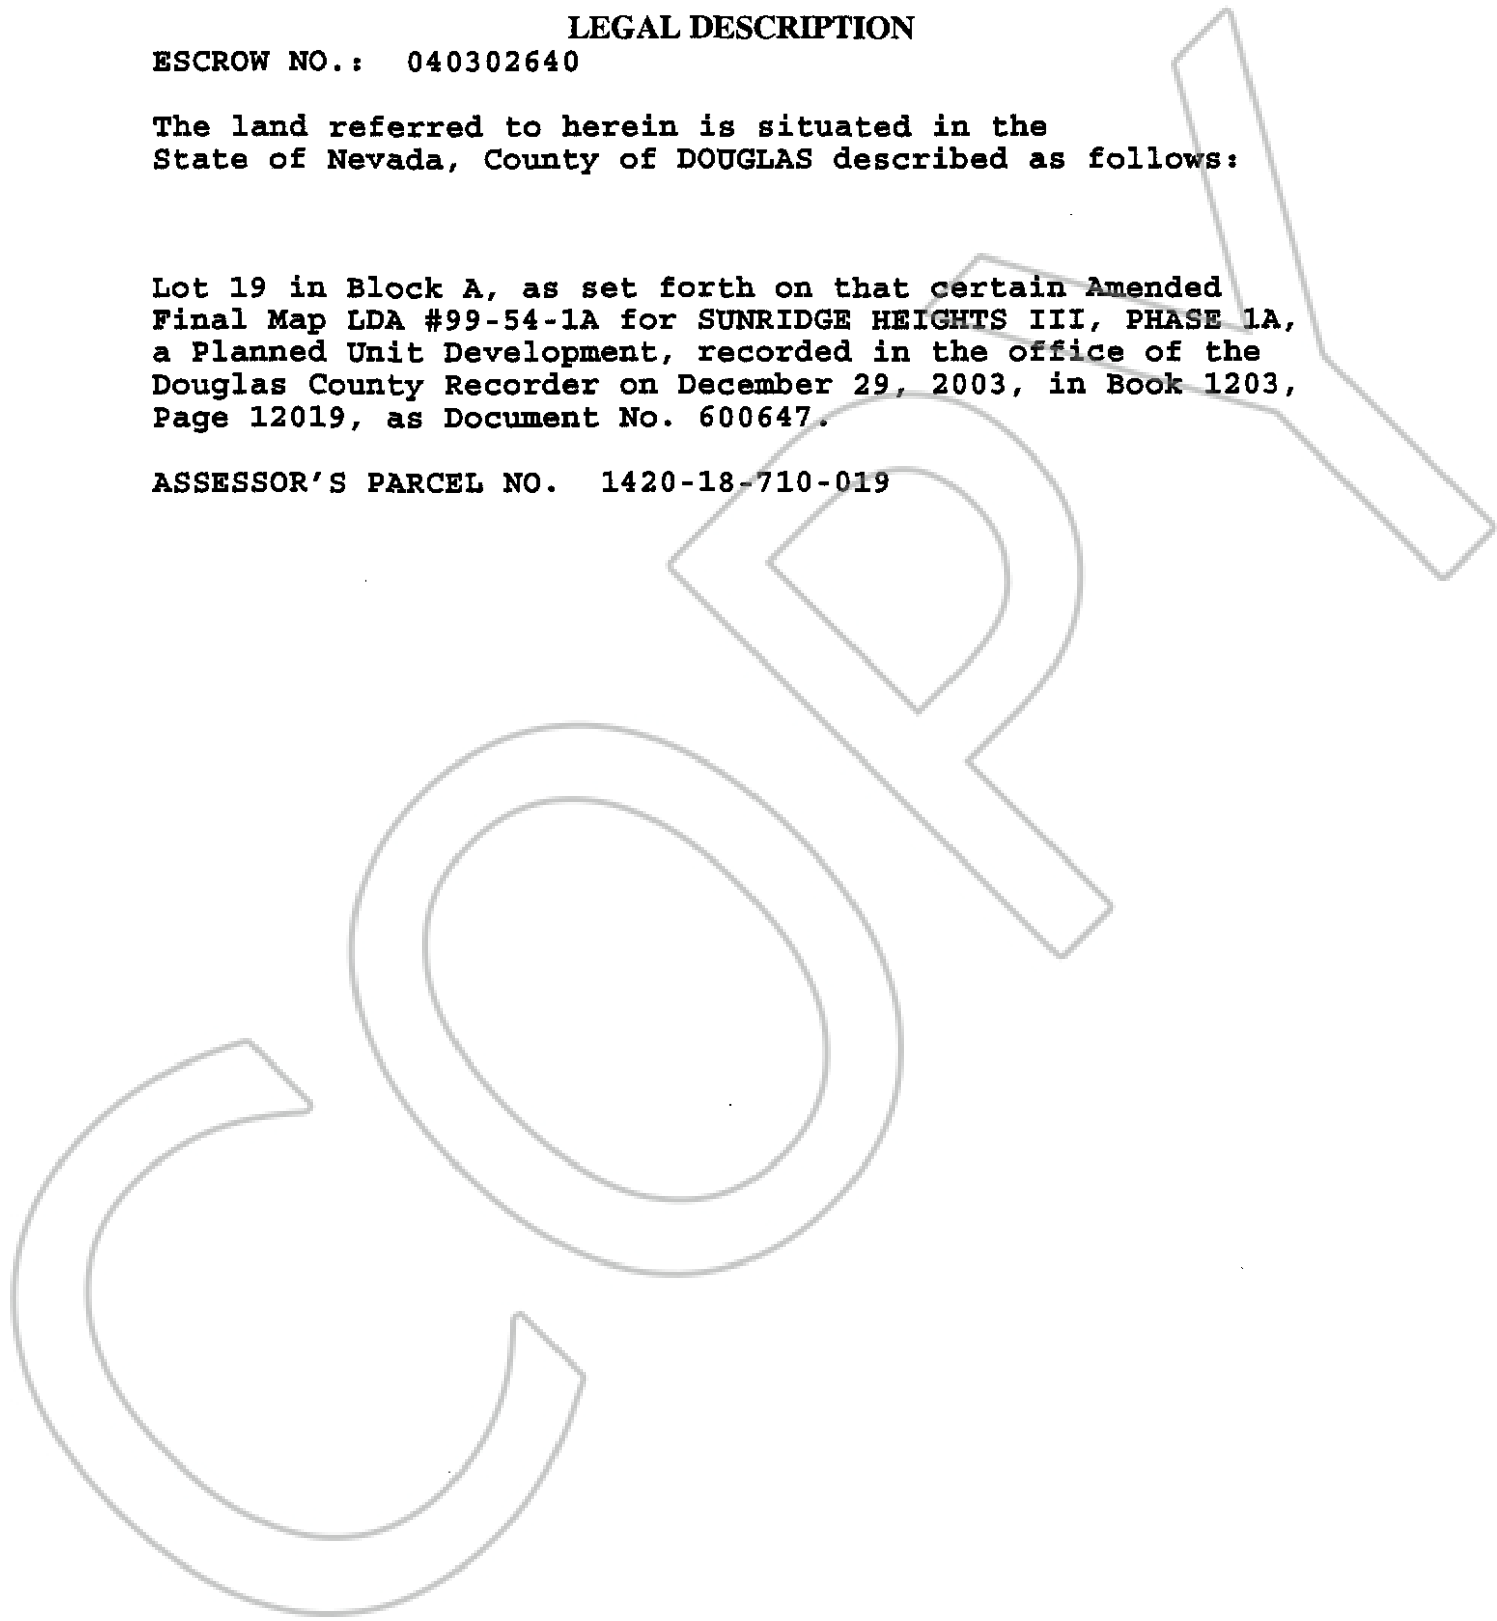 LEGAL DESCRIPTION
ESCROW NO.: 040302640
The land referred to herein is situated in the
State of Nevada, County of DOUGLAS described as follows:
Lot 19 in Block A, as set forth on that certain Amended
Final Map LDA #99-54-1A for SUNRIDGE HEIGHTS III, PHASE 1A,
a Planned Unit Development, recorded in the office of the
Douglas County Recorder on December 29, 2003, in Book 1203,
Page 12019, as Document No. 600647.
ASSESSOR'S PARCEL NO. 1420-18-710-019
COPY